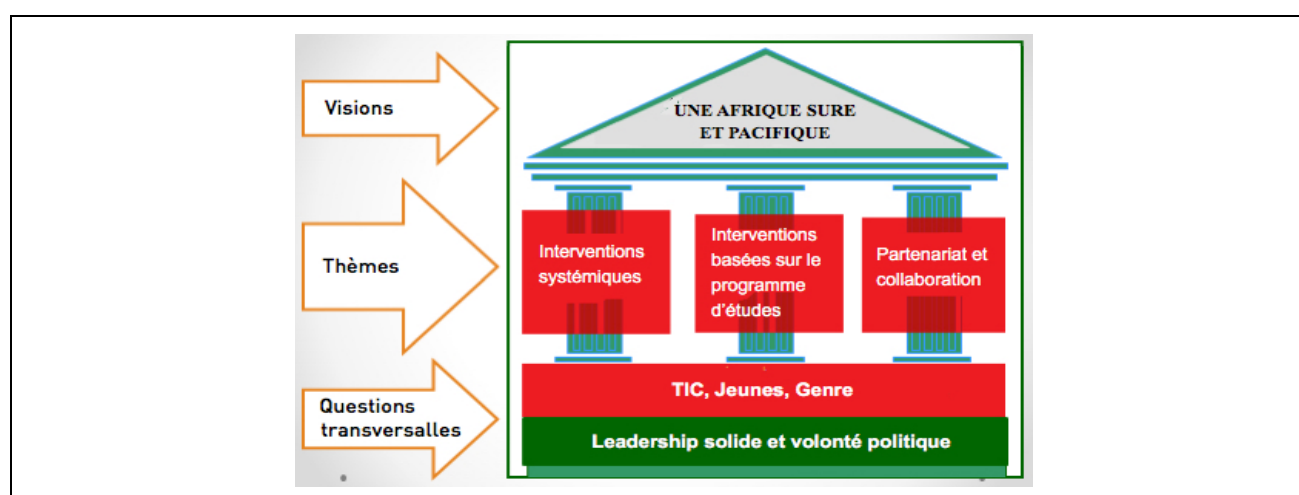 Visions
UNE AFRIQUE SURE
ET PACIFIQUE
Thèmes
Interventions
systémiques
Interventions
basées sur le
programme
d'études
Partenariat et
collaboration
Questions
transversalles
TIC, Jeunes, Genre
Leadership solide et volonté politique